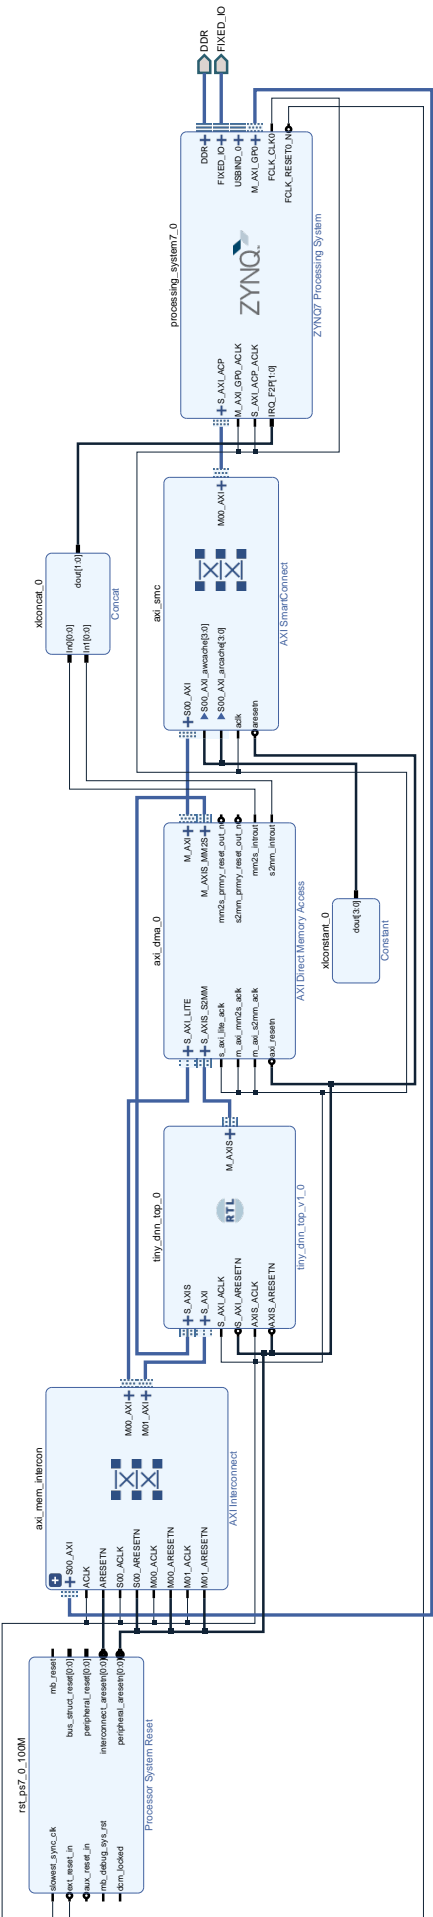 rst_ps7_0_100M
slowest_sync_clk
ext_reset_in
aux_reset_in
mb_debug_sys_rst
dcm_locked
mb_reset
bus_struct_reset[0:0]
peripheral_reset[0:0]
interconnect_aresetn[0:0]
peripheral_aresetn[0:0]
Processor System Reset
axi_mem_intercon
S00_AXI
ACLK
ARESETN
S00_ACLK
S00_ARESETN
M00_ACLK
M00_ARESETN
M01_ACLK
M01_ARESETN
M00_AXI
M01_AXI
AXI Interconnect
tiny_dnn_top_0
S_AXIS
S_AXI
S_AXI_ACLK
S_AXI_ARESETN
AXIS_ACLK
AXIS_ARESETN
RTL
M_AXIS
tiny_dnn_top_v1_0
axi_dma_0
S_AXI_LITE
S_AXIS_S2MM
s_axi_lite_aclk
m_axi_mm2s_aclk
m_axi_s2mm_aclk
axi_resetn
M_AXI
M_AXIS_MM2S
mm2s_prmry_reset_out_n
s2mm_prmry_reset_out_n
mm2s_introut
s2mm_introut
AXI Direct Memory Access
xlconstant_0
dout[3:0]
Constant
xlconcat_0
In0[0:0]
In1[0:0]
dout[1:0]
Concat
axi_smc
S00_AXI
S00_AXI_awcache[3:0]
S00_AXI_arcache[3:0]
aclk
aresetn
M00_AXI
AXI SmartConnect
processing_system7_0
S_AXI_ACP
M_AXI_GP0_ACLK
S_AXI_ACP_ACLK
IRQ_F2P[1:0]
ZYNQ
DDR
FIXED_IO
USBIND_0
M_AXI_GP0
FCLK_CLK0
FCLK_RESET0_N
ZYNQ7 Processing System
DDR
FIXED_IO